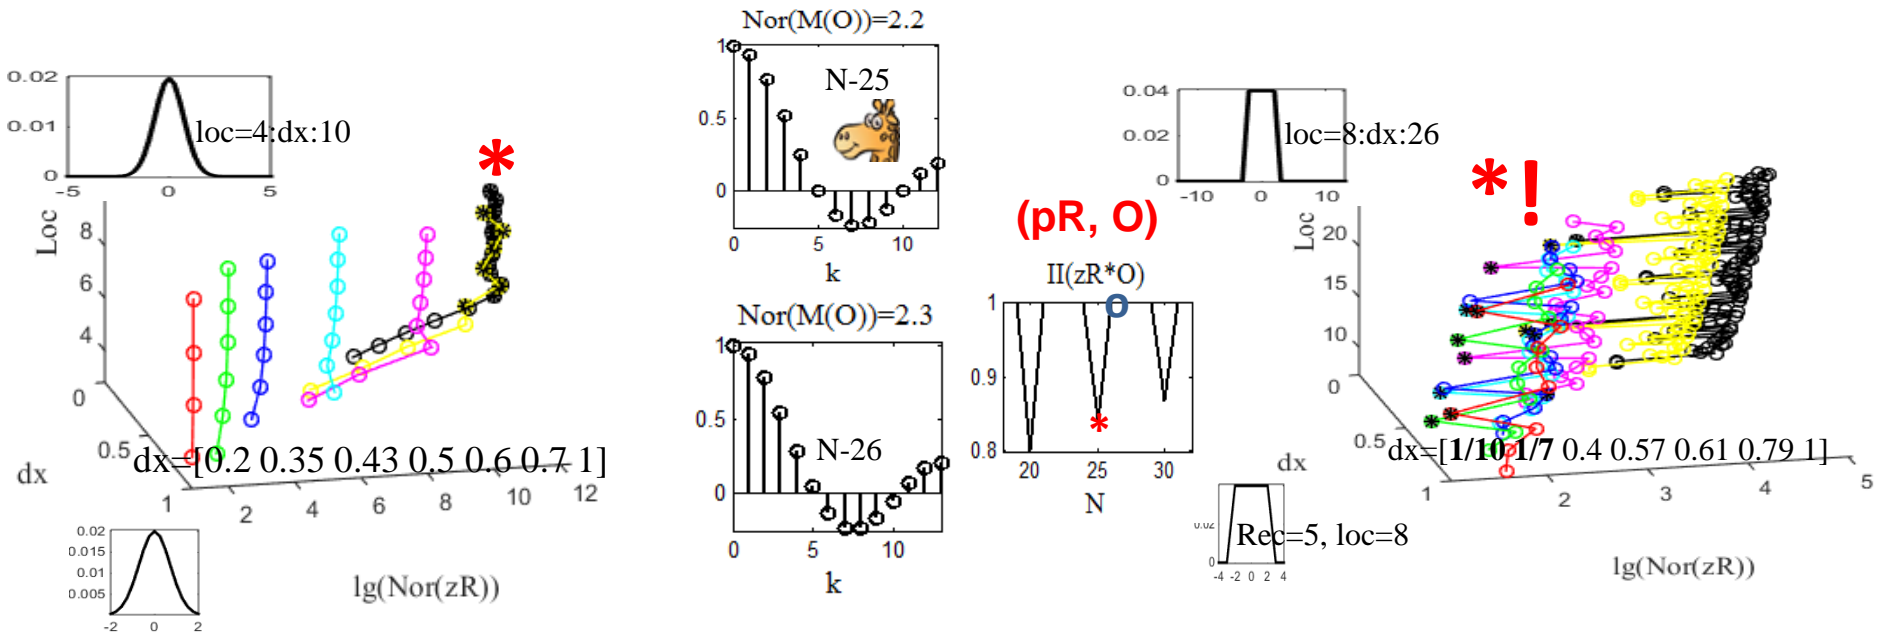 0.02
0.01
0
-5
0
5
loc=4:dx:10
*
Loc
8
6
4
0
0.5
1
dx
dx=[0.2 0.35 0.43 0.5 0.6 0.7 1]
2
4
6
8
10
12
lg(Nor(zR))
0.02
0.015
0.01
0.005
-2
0
2
Nor(M(O))=2.2
1
0.5
0
N-25
0
5
10
k
Nor(M(O))=2.3
1
0.5
0
N-26
0
5
10
k
(pR, O)
II(zR*O)
1
0.9
0.8
O
*
20
25
30
N
0.04
0.02
0
-10
0
10
loc=8:dx:26
*!
Loc
20
15
10
0
0.5
1
dx
dx=[1/10 1/7 0.4 0.57 0.61 0.79 1]
2
3
4
5
lg(Nor(zR))
0.02
0
-4 -2 0 2 4
Rec=5, loc=8